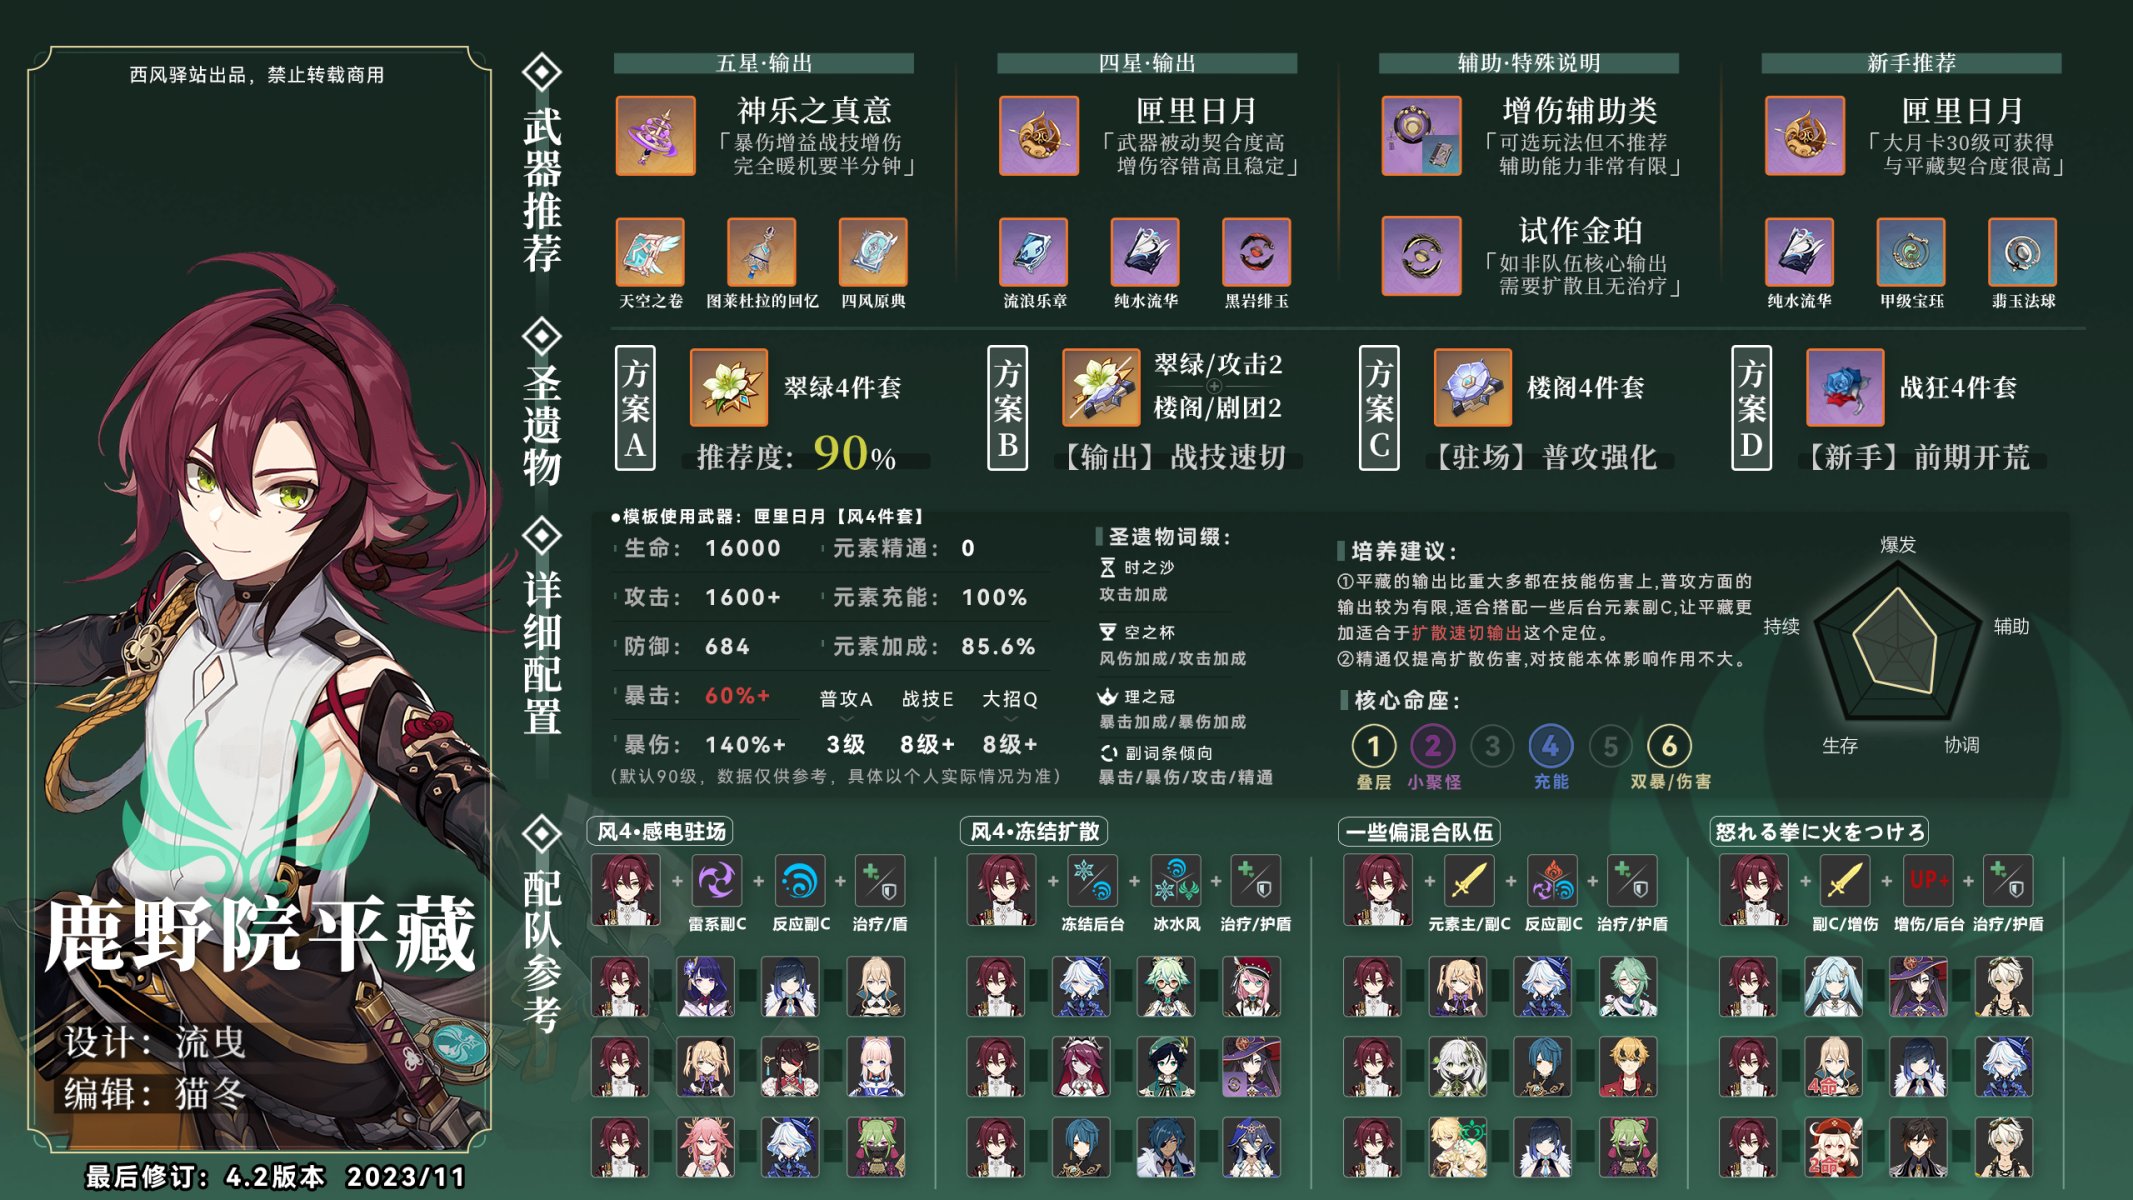 西风驿站出品，禁止转载商用
鹿野院平藏
设计：流曳
编辑：猫冬
最后修订：4.2版本 2023/11
武器推荐
五星·输出
神乐之真意
「暴伤增益战技增伤
完全暖机要半分钟」
天空之卷
图莱杜拉的回忆
四风原典
四星·输出
匣里日月
「武器被动契合度高
增伤容错高且稳定」
流浪乐章
纯水流华
黑岩绯玉
辅助·特殊说明
增伤辅助类
「可选玩法但不推荐
辅助能力非常有限」
试作金珀
「如非队伍核心输出
需要扩散且无治疗」
新手推荐
匣里日月
「大月卡30级可获得
与平藏契合度很高」
纯水流华
甲级宝珏
翡玉法球
圣遗物
方案A
翠绿4件套
推荐度：90%
方案B
翠绿/攻击2
楼阁/剧团2
【输出】战技速切
方案C
楼阁4件套
【驻场】普攻强化
方案D
战狂4件套
【新手】前期开荒
详细配置
●模板使用武器：匣里日月【风4件套】
生命： 16000 元素精通： 0
攻击： 1600+ 元素充能： 100%
防御： 684 元素加成： 85.6%
暴击： 60%+ 普攻A 战技E 大招Q
暴伤： 140%+ 3级 8级+ 8级+
（默认90级，数据仅供参考，具体以个人实际情况为准）
圣遗物词缀：
时之沙
攻击加成
空之杯
风伤加成/攻击加成
理之冠
暴击加成/暴伤加成
副词条倾向
暴击/暴伤/攻击/精通
培养建议：
①平藏的输出比重大多都在技能伤害上,普攻方面的
输出较为有限,适合搭配一些后台元素副C,让平藏更
加适合于扩散速切输出这个定位。
②精通仅提高扩散伤害,对技能本体影响作用不大。
核心命座：
1 2 3 4 5 6
叠层 小聚怪 充能 双暴/伤害
爆发
持续
辅助
生存
协调
配队参考
风4•感电驻场
雷系副C
反应副C
治疗/盾
风4•冻结扩散
冻结后台
冰水风
治疗/护盾
一些偏混合队伍
元素主/副C
反应副C
治疗/护盾
怒れる拳に火をつけろ
UP+
副C/增伤
增伤/后台
治疗/护盾
4命
2命